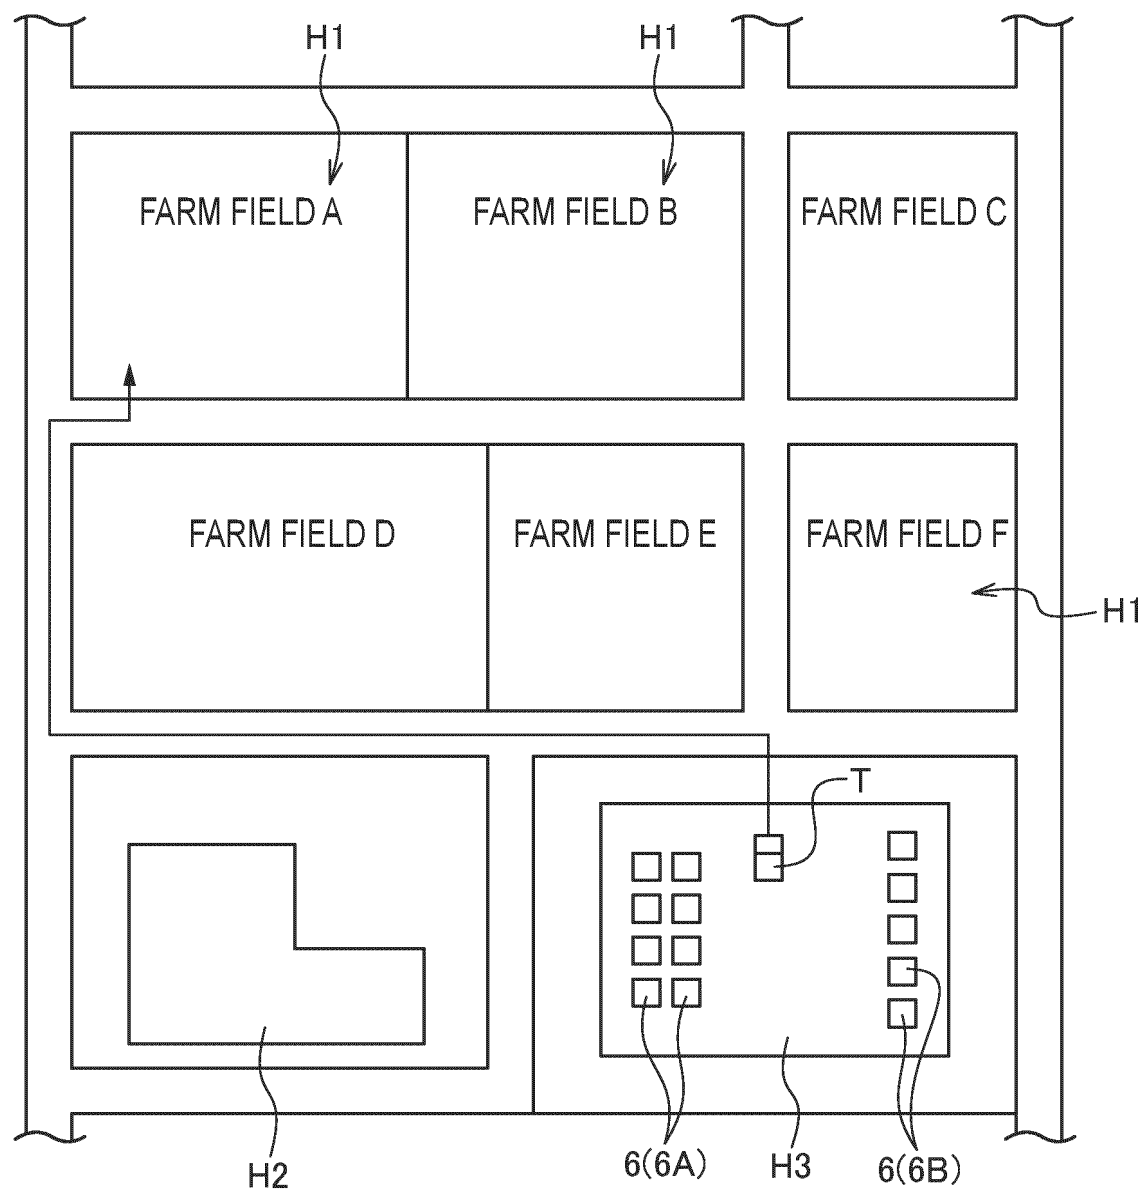 H1 H1
FARM FIELD A FARM FIELD B FARM FIELD C
FARM FIELD D FARM FIELD E FARM FIELD F
H1
T
H2 6(6A) H3 6(6B)